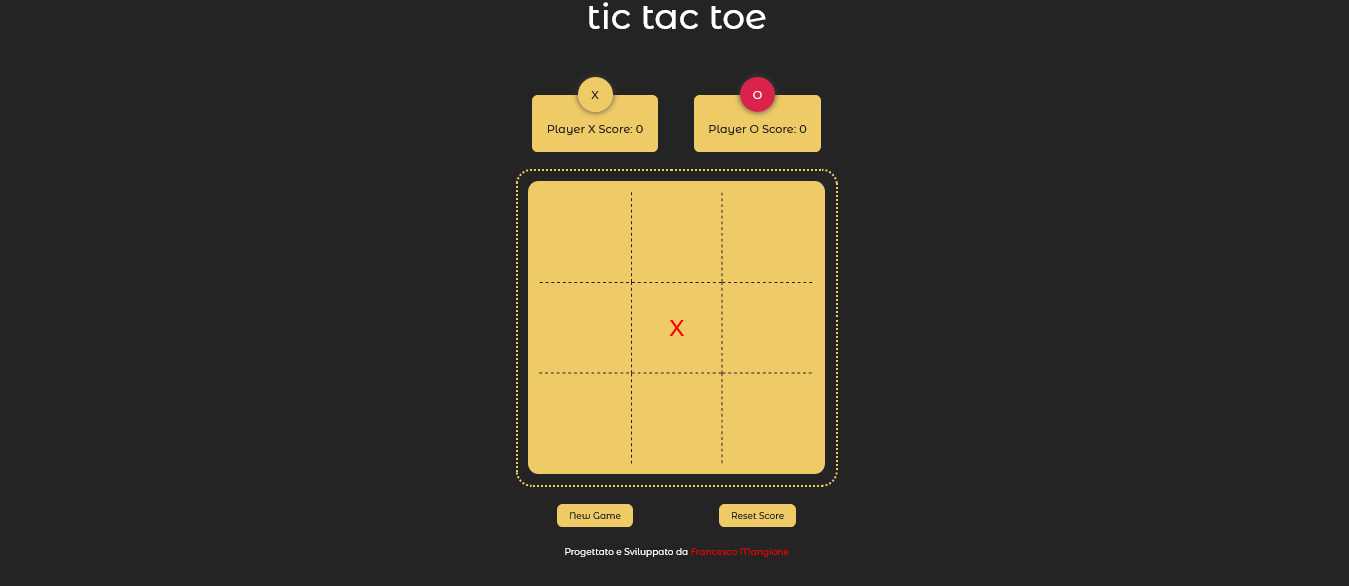 tic tac toe
X
O
Player X Score: 0
Player O Score: 0
X
New Game
Reset Score
Progettato e Sviluppato da Francesco Mangione